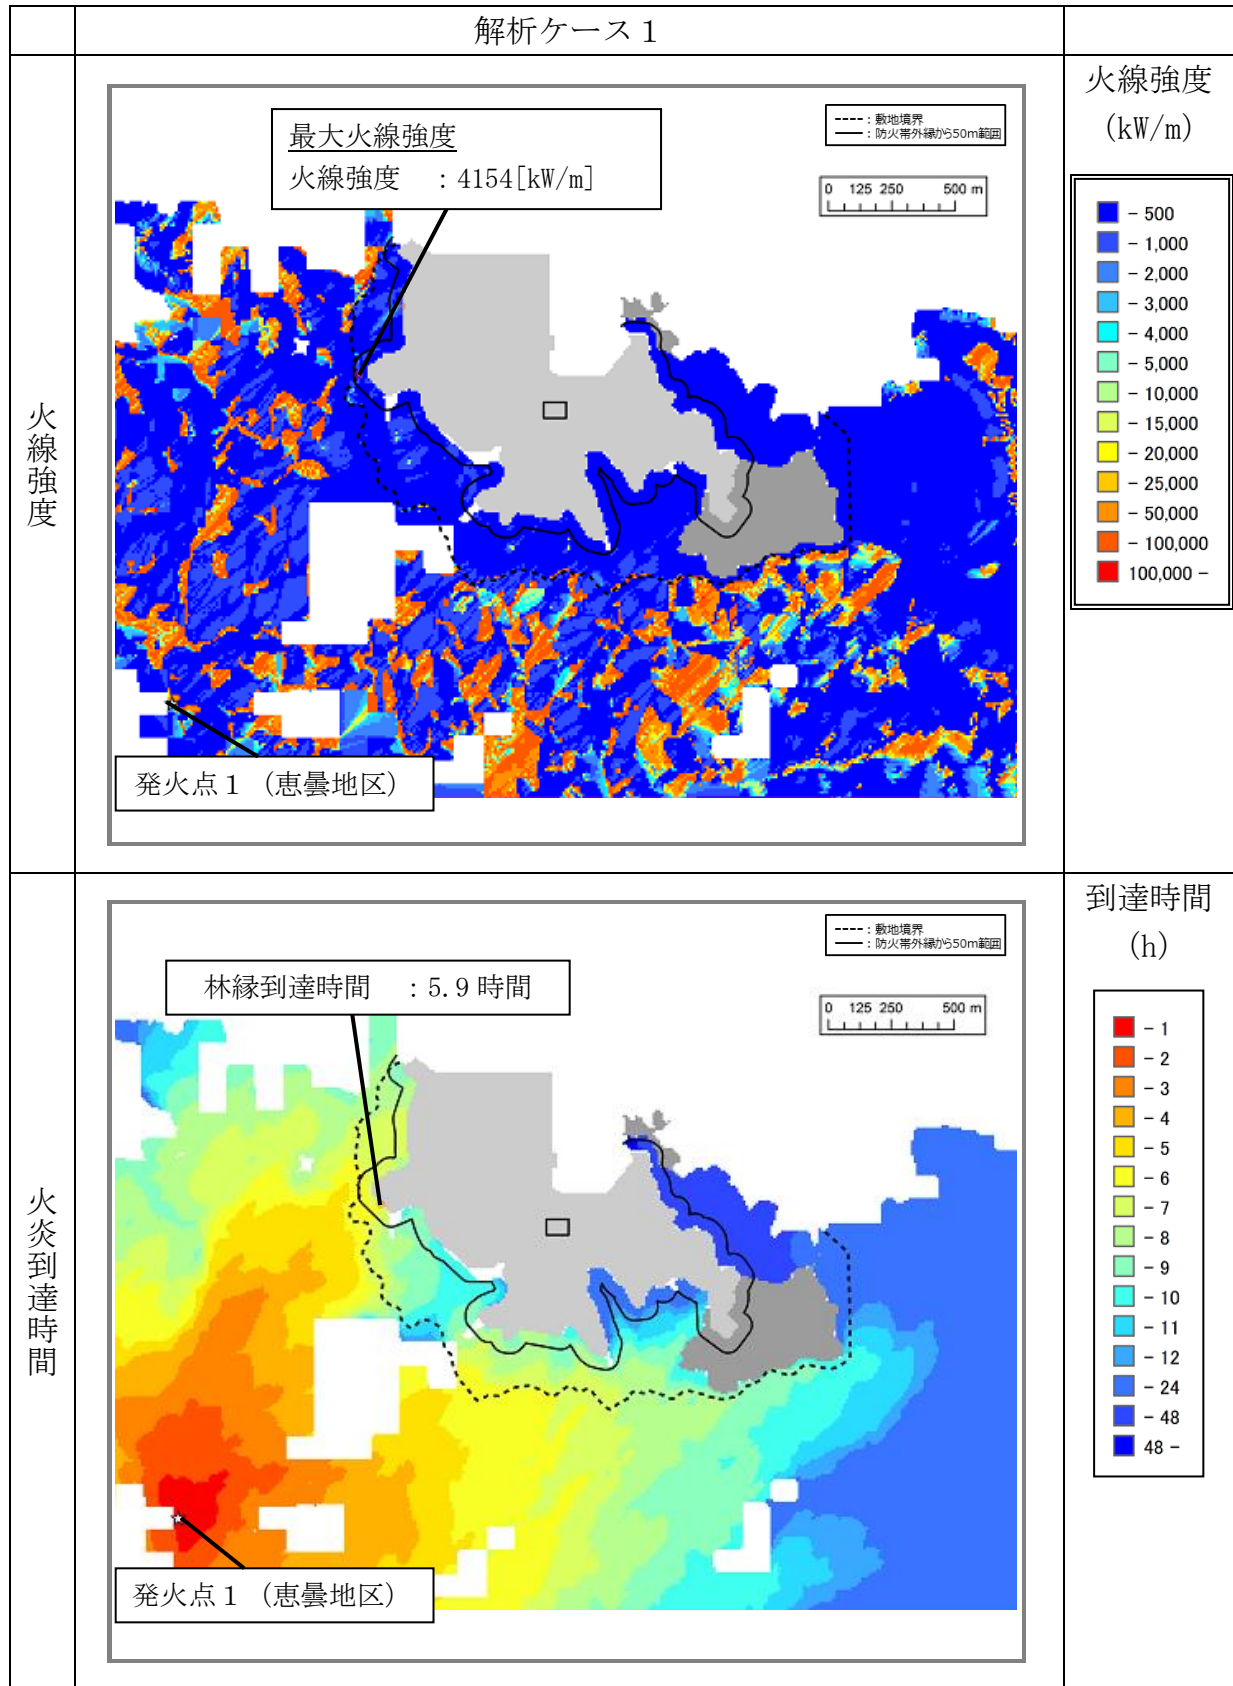 解析ケース１
火線強度
最大火線強度
火線強度　：4154[kW/m]
----：敷地境界
―：防火帯外縁から50m範囲
0 125 250 500 m
発火点１（恵曇地区）
火線強度
(kW/m)
- 500
- 1,000
- 2,000
- 3,000
- 4,000
- 5,000
- 10,000
- 15,000
- 20,000
- 25,000
- 50,000
- 100,000
100,000 -
火炎到達時間
林縁到達時間　：5.9時間
----：敷地境界
―：防火帯外縁から50m範囲
0 125 250 500 m
発火点１（恵曇地区）
到達時間
(h)
- 1
- 2
- 3
- 4
- 5
- 6
- 7
- 8
- 9
- 10
- 11
- 12
- 24
- 48
48 -